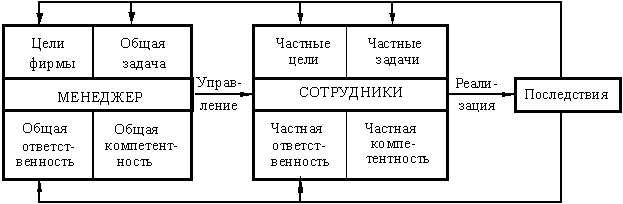 Цели
фирмы
Общая
задача
МЕНЕДЖЕР
Общая
ответст-
венность
Общая
компетент-
ность
Управ-
ление
Частные
цели
Частные
задачи
СОТРУДНИКИ
Частная
ответст-
венность
Частная
компе-
тентность
Реали-
зация
Последствия